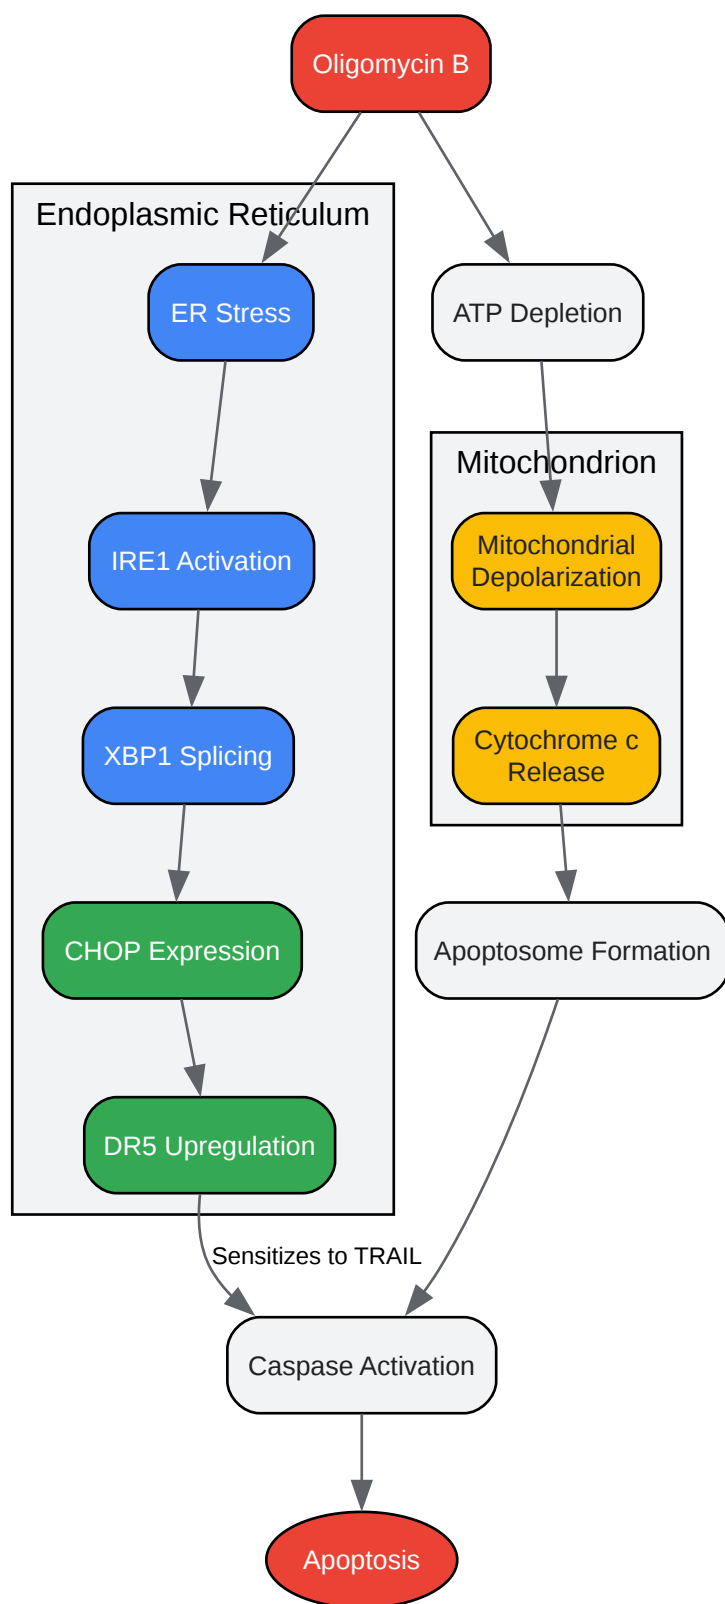 Oligomycin B
Endoplasmic Reticulum
ER Stress
ATP Depletion
Mitochondrion
IRE1 Activation
Mitochondrial
Depolarization
XBP1 Splicing
Cytochrome c
Release
CHOP Expression
Apoptosome Formation
DR5 Upregulation
Sensitizes to TRAIL
Caspase Activation
Apoptosis